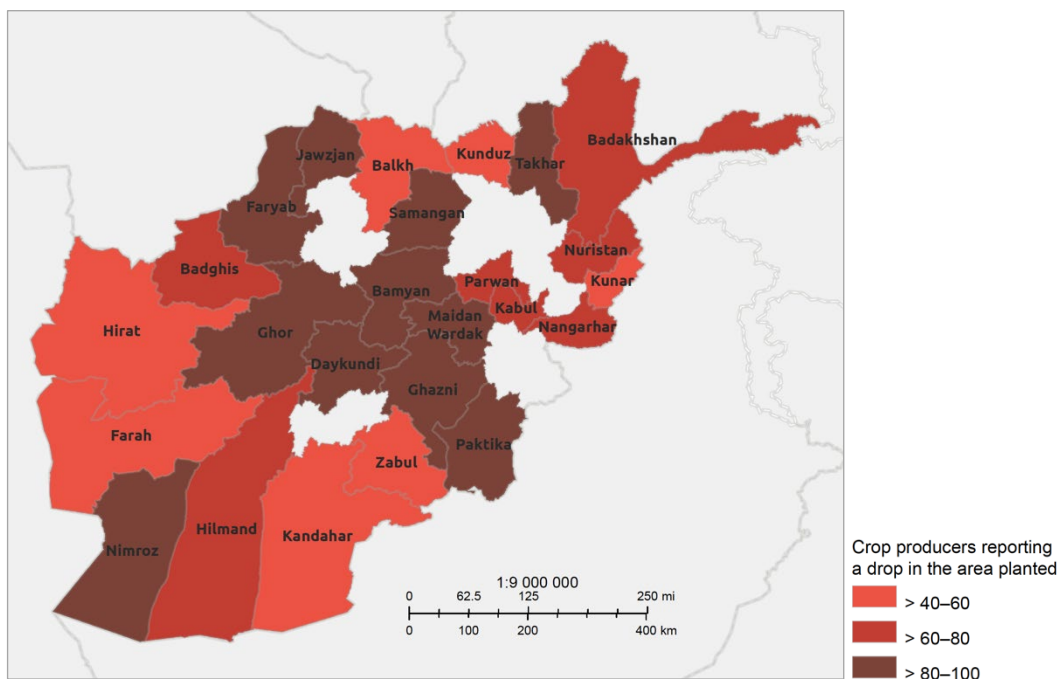 Badakhshan
Jawzjan
Balkh
Kunduz
Takhar
Faryab
Samangan
Badghis
Nuristan
Parwan
Kunar
Bamyan
Kabul
Hirat
Ghor
Maidan
Wardak
Nangarhar
Daykundi
Ghazni
Farah
Paktika
Zabul
Nimroz
Hilmand
Kandahar
1:9 000 000
0 62.5 125 250 mi
0 100 200 400 km
Crop producers reporting
a drop in the area planted
> 40–60
> 60–80
> 80–100